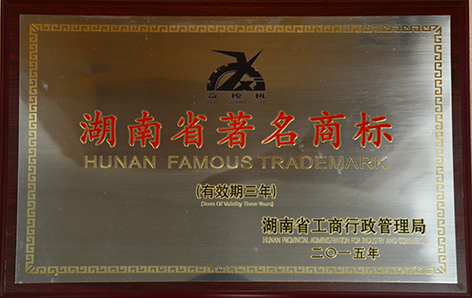 湖南省著名商标
HUNAN FAMOUS TRADEMARK
(有效期三年)
(Term Of Validity Three Years)
湖南省工商行政管理局
HUNAN PROVINCIAL ADMINISTRATION FOR INDUSTRY AND COMMERCE
二〇一五年